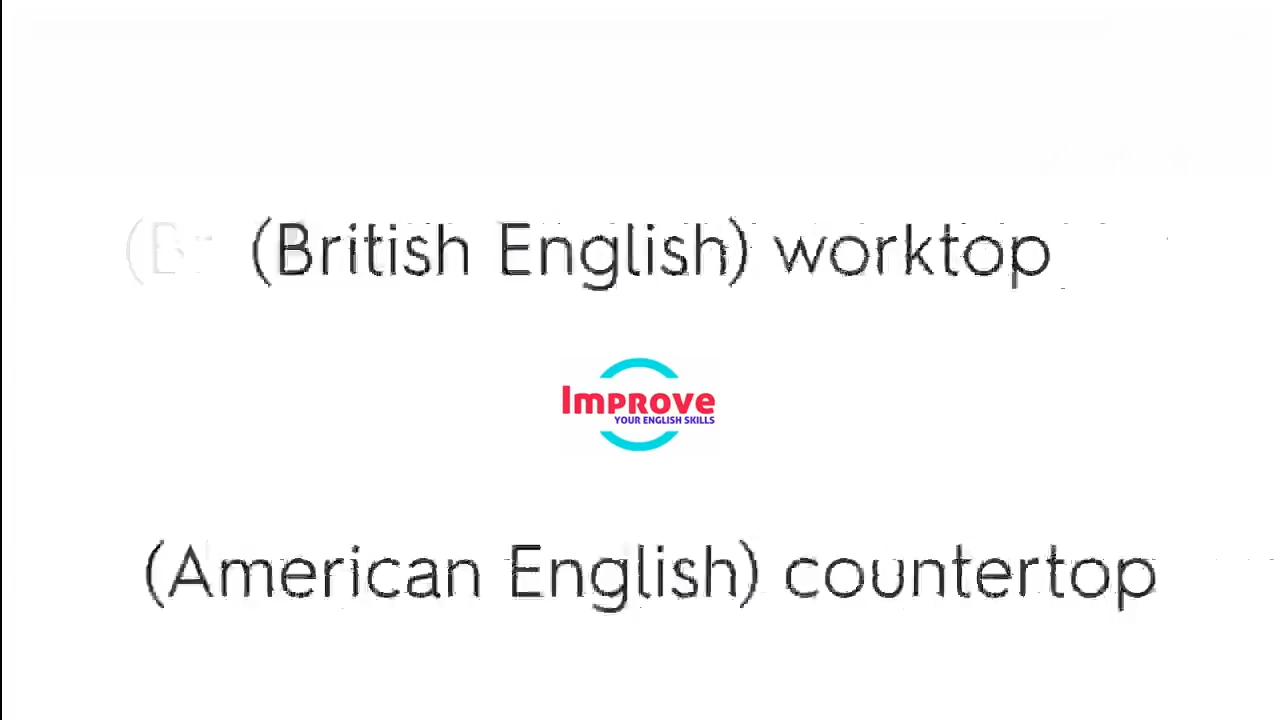 (British English) worktop
Improve
YOUR ENGLISH SKILLS
(American English) countertop